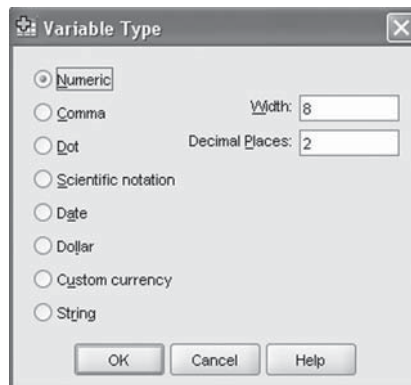 Variable Type
Numeric
Comma
Width: 8
Dot
Decimal Places: 2
Scientific notation
Date
Dollar
Custom currency
String
OK Cancel Help